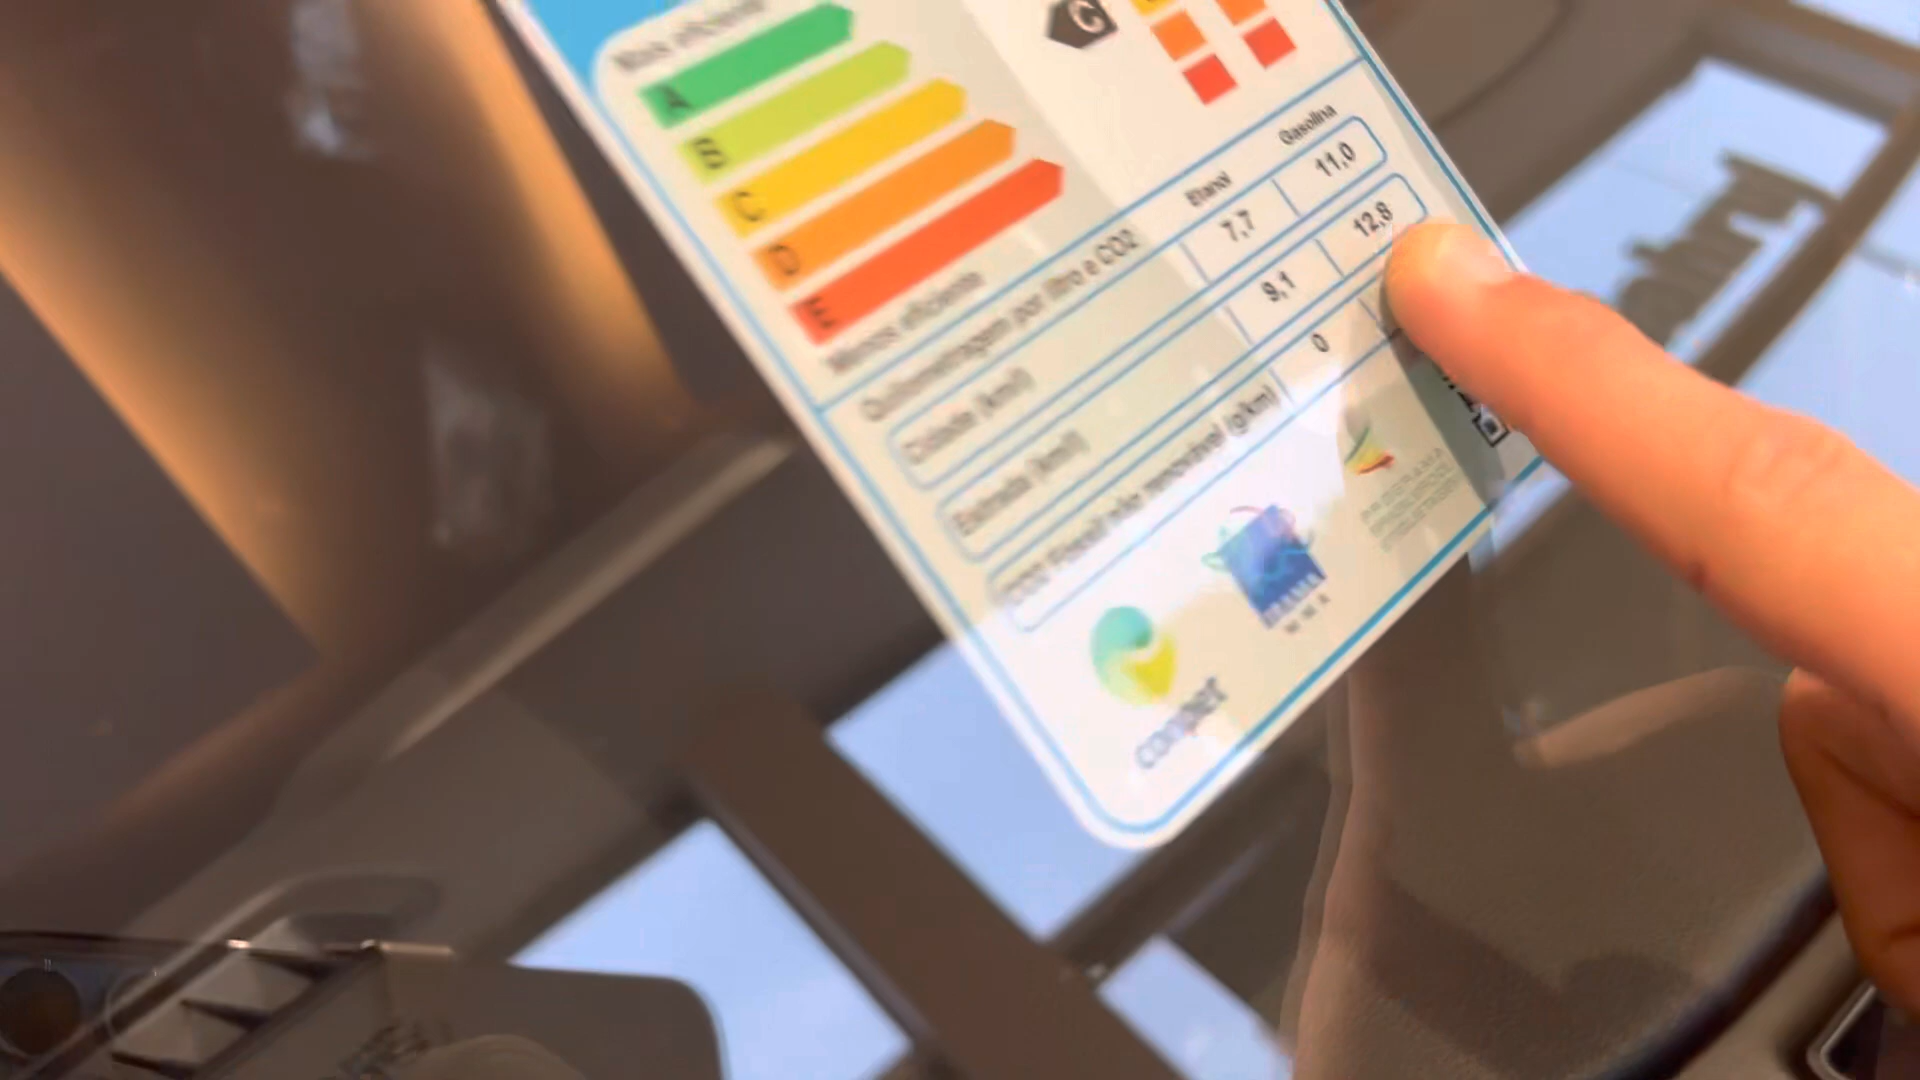 Mais eficiente
A
B
C
D
E
C
Menos eficiente
Quilometragem por litro e CO2
Etanol
Gasolina
Cidade (km/l)
7,7
11,0
Estrada (km/l)
9,1
12,8
CO2 Fóssil não renovável (g/km)
0
conpet